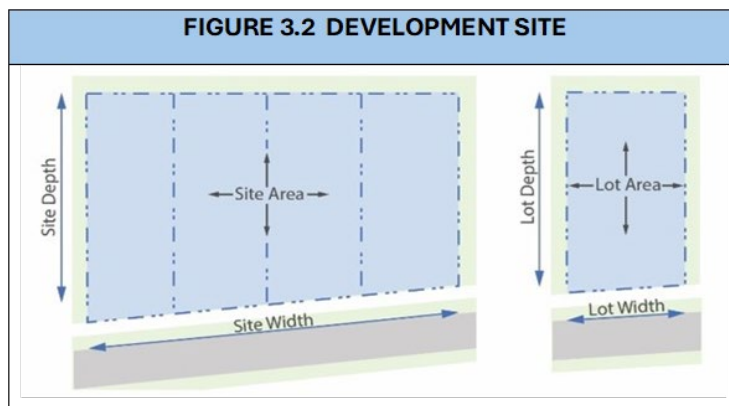 FIGURE 3.2 DEVELOPMENT SITE
Site Depth
Site Area
Site Width
Lot Depth
Lot Area
Lot Width